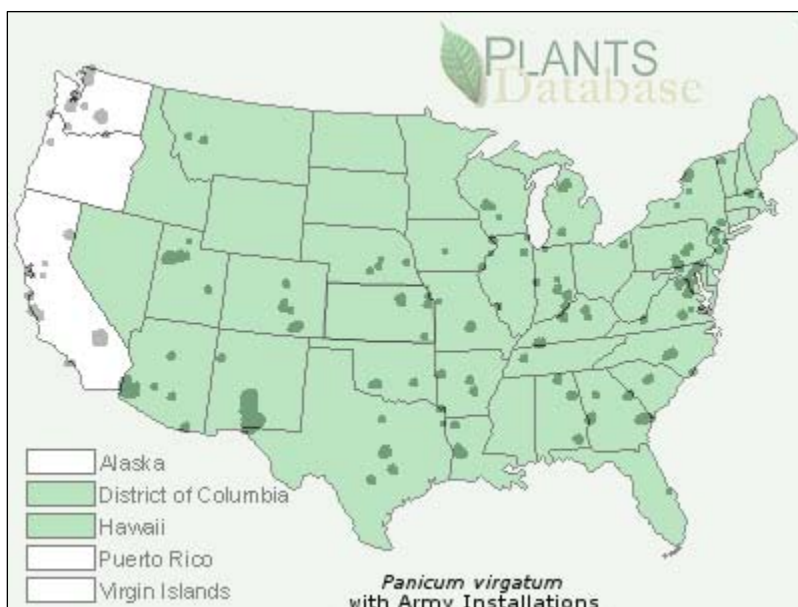 PLANTS
Database
Alaska
District of Columbia
Hawaii
Puerto Rico
Virgin Islands
Panicum virgatum
with Army Installations